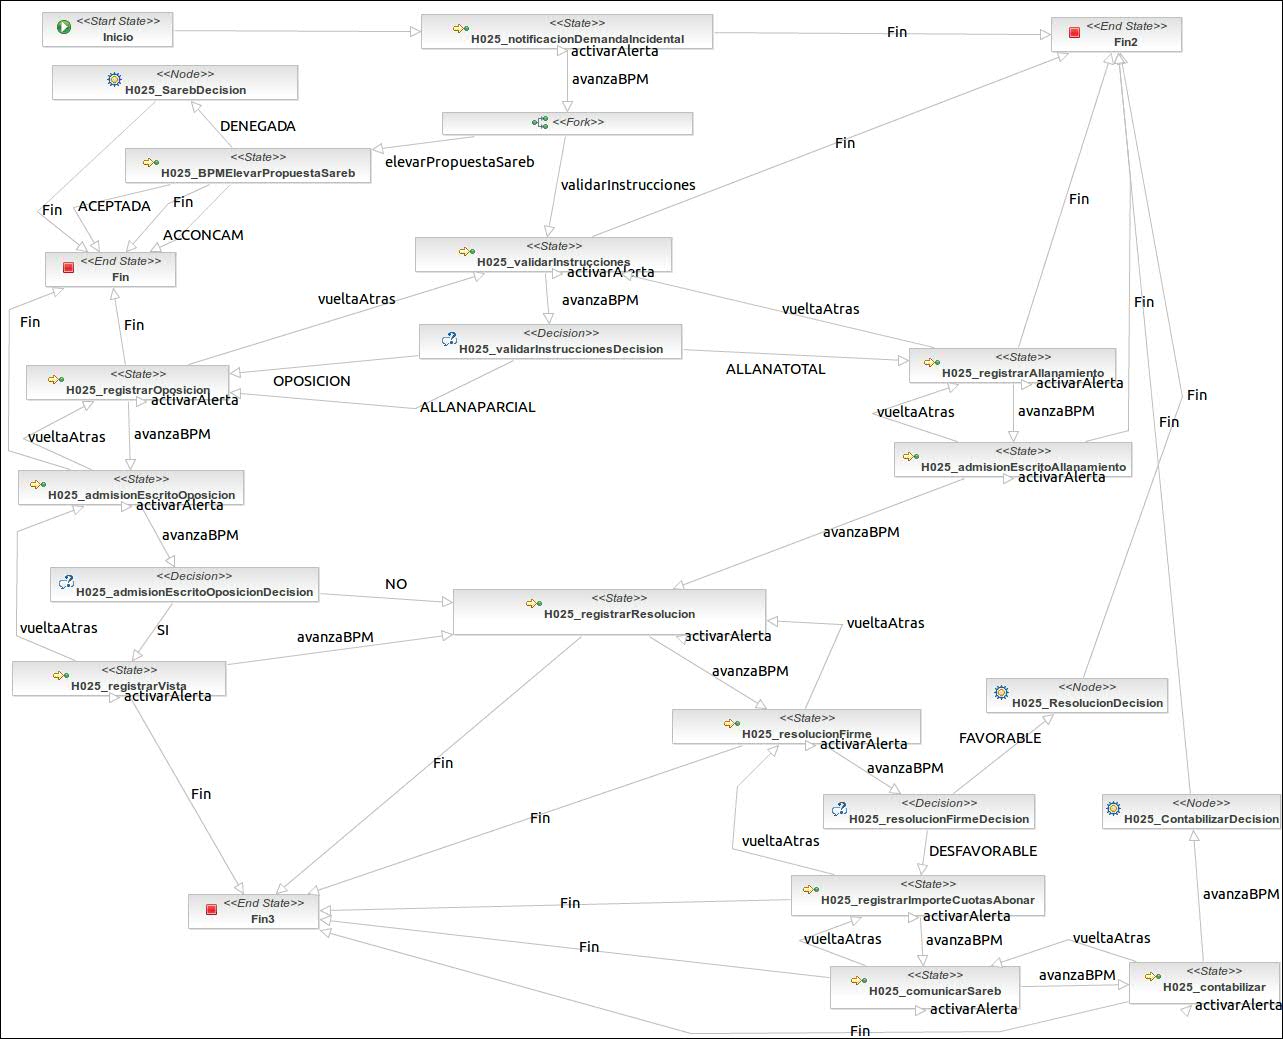 <<Start State>>
Inicio
<<State>>
H025_notificacionDemandaIncidental
activarAlerta
Fin
<<End State>>
Fin2
avanzaBPM
<<Node>>
H025_SarebDecision
<<Fork>>
DENEGADA
<<State>>
H025_BPMElevarPropuestaSareb
elevarPropuestaSareb
Fin
validarInstrucciones
Fin
ACEPTADA
Fin
Fin
ACCONCAM
<<End State>>
Fin
<<State>>
H025_validarInstrucciones
activarAlerta
vueltaAtras
avanzaBPM
vueltaAtras
Fin
Fin
Fin
<<Decision>>
H025_validarInstruccionesDecision
ALLANATOTAL
<<State>>
H025_registrarAllanamiento
activarAlerta
<<State>>
H025_registrarOposicion
activarAlerta
OPOSICION
ALLANAPARCIAL
vueltaAtras
avanzaBPM
Fin
Fin
vueltaAtras
avanzaBPM
<<State>>
H025_admisionEscritoAllanamiento
activarAlerta
<<State>>
H025_admisionEscritoOposicion
activarAlerta
avanzaBPM
avanzaBPM
<<Decision>>
H025_admisionEscritoOposicionDecision
NO
<<State>>
H025_registrarResolucion
activarAlerta
vueltaAtras
vueltaAtras
SI
avanzaBPM
<<State>>
H025_registrarVista
activarAlerta
avanzaBPM
<<Node>>
H025_ResolucionDecision
<<State>>
H025_resolucionFirme
activarAlerta
FAVORABLE
Fin
avanzaBPM
Fin
Fin
<<Decision>>
H025_resolucionFirmeDecision
<<Node>>
H025_ContabilizarDecision
vueltaAtras
DESFAVORABLE
<<State>>
H025_registrarImporteCuotasAbonar
activarAlerta
avanzaBPM
<<End State>>
Fin3
Fin
Fin
vueltaAtras
avanzaBPM
vueltaAtras
<<State>>
H025_comunicarSareb
activarAlerta
avanzaBPM
<<State>>
H025_contabilizar
activarAlerta
Fin